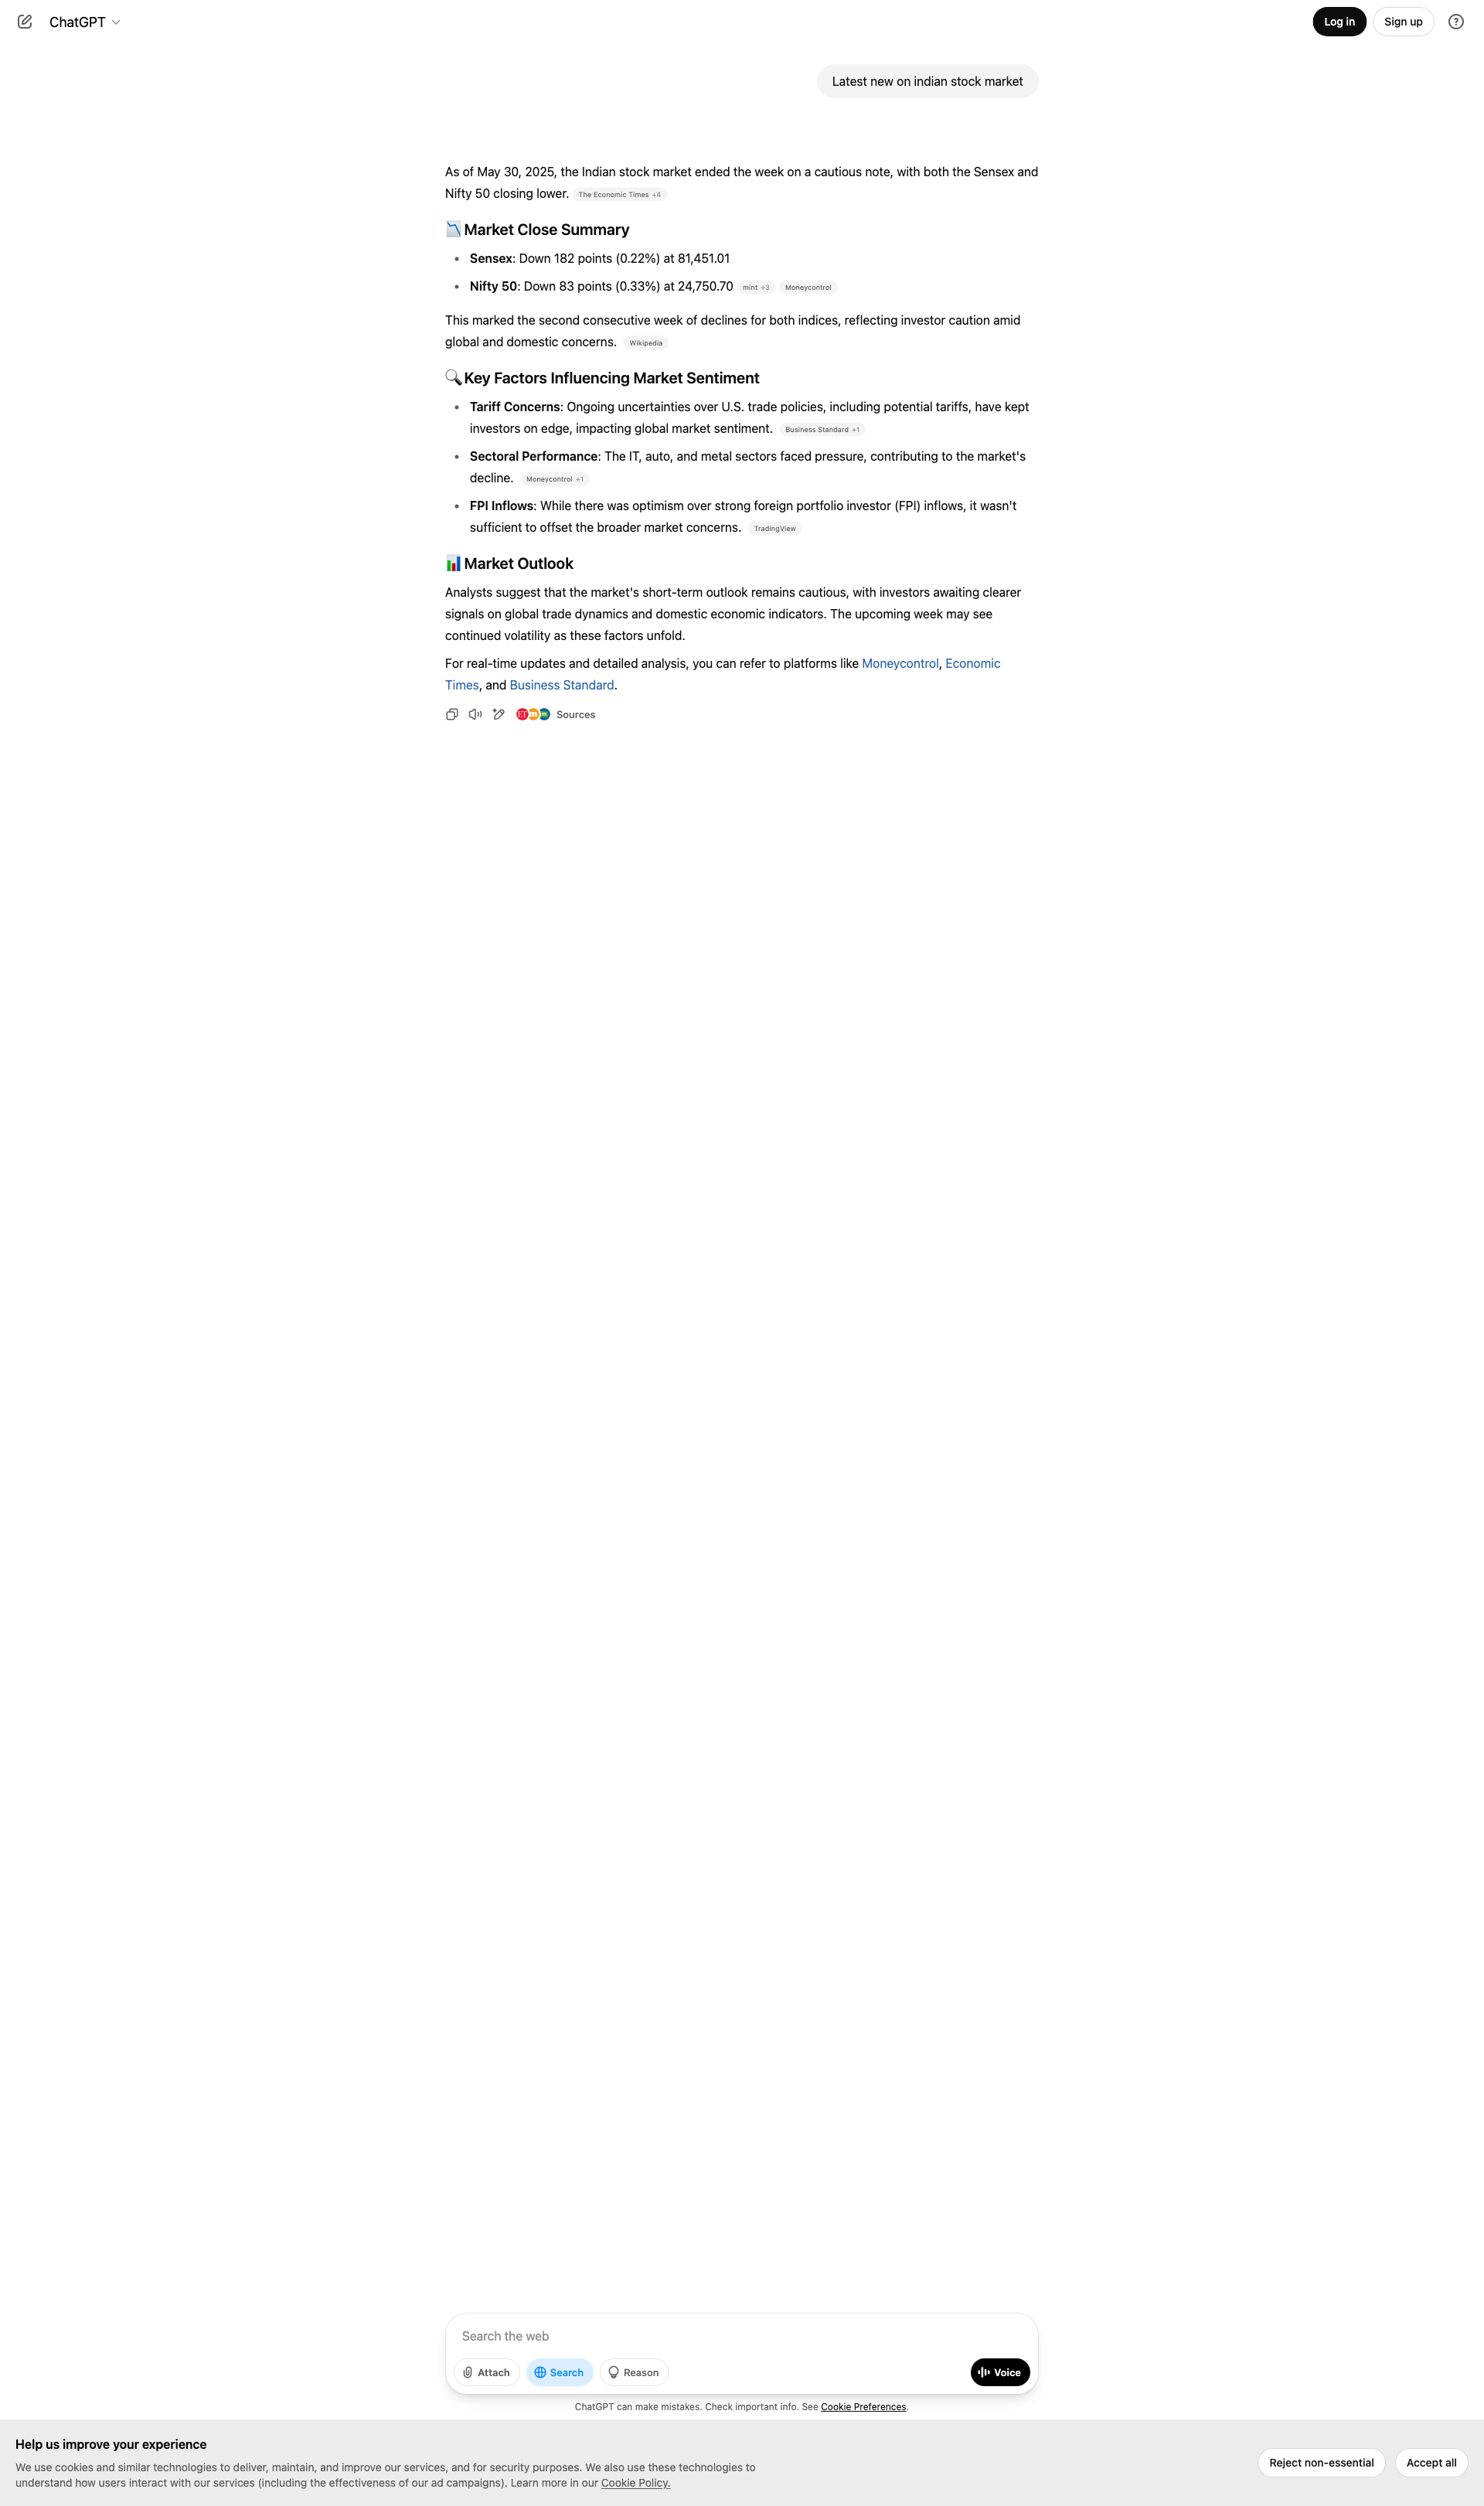 ChatGPT
Log in
Sign up
Latest new on indian stock market
As of May 30, 2025, the Indian stock market ended the week on a cautious note, with both the Sensex and
Nifty 50 closing lower. The Economic Times +4
Market Close Summary
Sensex: Down 182 points (0.22%) at 81,451.01
Nifty 50: Down 83 points (0.33%) at 24,750.70 mint +3 Moneycontrol
This marked the second consecutive week of declines for both indices, reflecting investor caution amid
global and domestic concerns. Wikipedia
Key Factors Influencing Market Sentiment
Tariff Concerns: Ongoing uncertainties over U.S. trade policies, including potential tariffs, have kept
investors on edge, impacting global market sentiment. Business Standard +1
Sectoral Performance: The IT, auto, and metal sectors faced pressure, contributing to the market's
decline. Moneycontrol +1
FPI Inflows: While there was optimism over strong foreign portfolio investor (FPI) inflows, it wasn't
sufficient to offset the broader market concerns. TradingView
Market Outlook
Analysts suggest that the market's short-term outlook remains cautious, with investors awaiting clearer
signals on global trade dynamics and domestic economic indicators. The upcoming week may see
continued volatility as these factors unfold.
For real-time updates and detailed analysis, you can refer to platforms like Moneycontrol, Economic
Times, and Business Standard.
ET Sources
Search the web
Attach Search Reason Voice
ChatGPT can make mistakes. Check important info. See Cookie Preferences.
Help us improve your experience
We use cookies and similar technologies to deliver, maintain, and improve our services, and for security purposes. We also use these technologies to
understand how users interact with our services (including the effectiveness of our ad campaigns). Learn more in our Cookie Policy.
Reject non-essential
Accept all